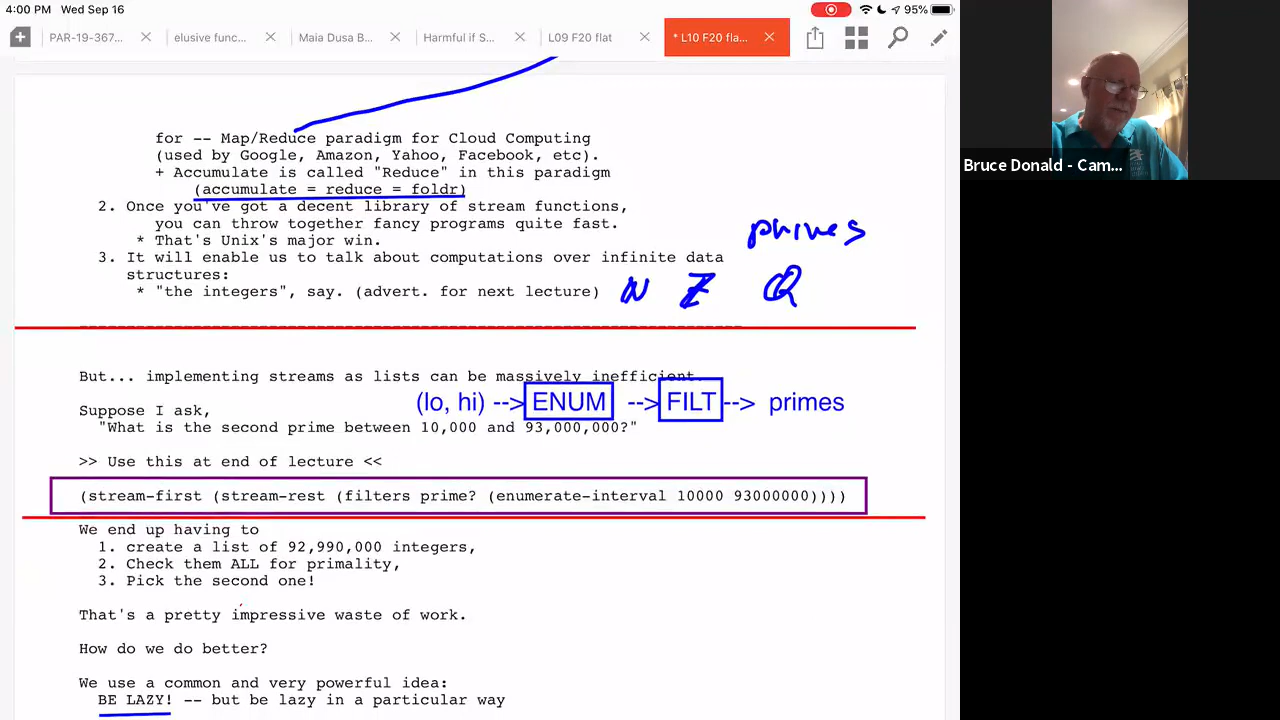 4:00 PM Wed Sep 16
95%
PAR-19-367...
elusive func...
Maia Dusa B...
Harmful if S...
L09 F20 flat
* L10 F20 fla...
for -- Map/Reduce paradigm for Cloud Computing
(used by Google, Amazon, Yahoo, Facebook, etc).
+ Accumulate is called "Reduce" in this paradigm
(accumulate = reduce = foldr)
2. Once you've got a decent library of stream functions,
you can throw together fancy programs quite fast.
* That's Unix's major win.
primes
3. It will enable us to talk about computations over infinite data
structures:
* "the integers", say. (advert. for next lecture) N Z Q
But... implementing streams as lists can be massively inefficient.
(lo, hi) -->ENUM -->FILT--> primes
Suppose I ask,
"What is the second prime between 10,000 and 93,000,000?"
>> Use this at end of lecture <<
(stream-first (stream-rest (filters prime? (enumerate-interval 10000 93000000))))
We end up having to
1. create a list of 92,990,000 integers,
2. Check them ALL for primality,
3. Pick the second one!
That's a pretty impressive waste of work.
How do we do better?
We use a common and very powerful idea:
BE LAZY! -- but be lazy in a particular way
Bruce Donald - Cam...